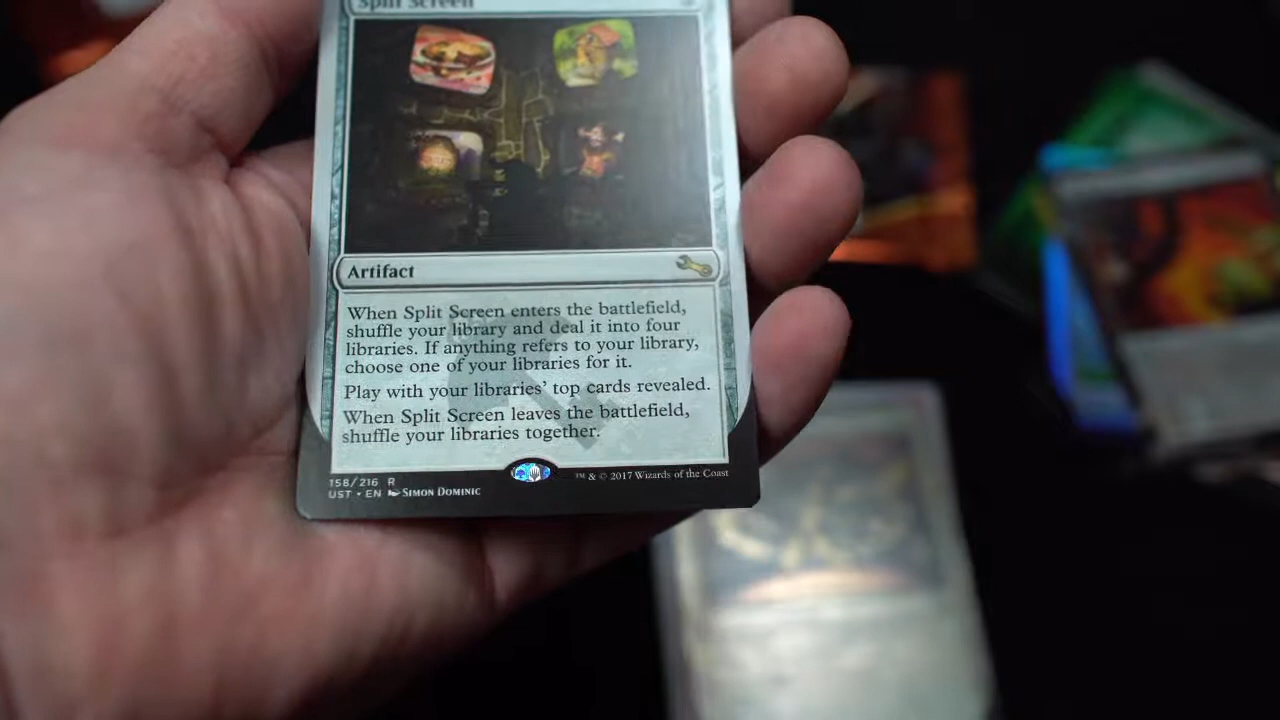 Split Screen
Artifact
When Split Screen enters the battlefield,
shuffle your library and deal it into four
libraries. If anything refers to your library,
choose one of your libraries for it.
Play with your libraries' top cards revealed.
When Split Screen leaves the battlefield,
shuffle your libraries together.
158/216 R
UST • EN SIMON DOMINIC
™ & © 2017 Wizards of the Coast